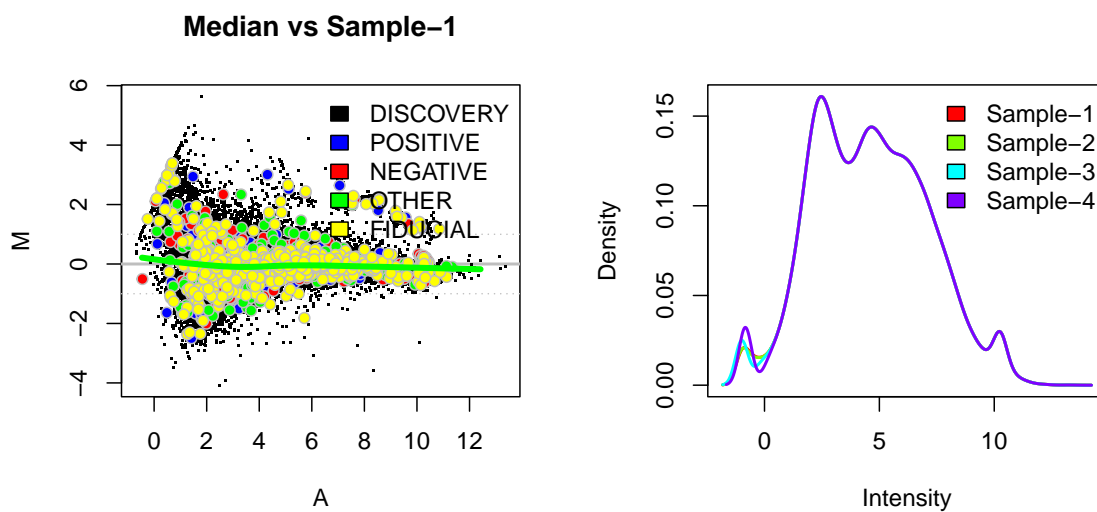 Median vs Sample−1
M
6
4
2
0
−2
−4
DISCOVERY
POSITIVE
NEGATIVE
OTHER
FIDUCIAL
0 2 4 6 8 10 12
A
Density
0.15
0.10
0.05
0.00
Sample−1
Sample−2
Sample−3
Sample−4
0 5 10
Intensity